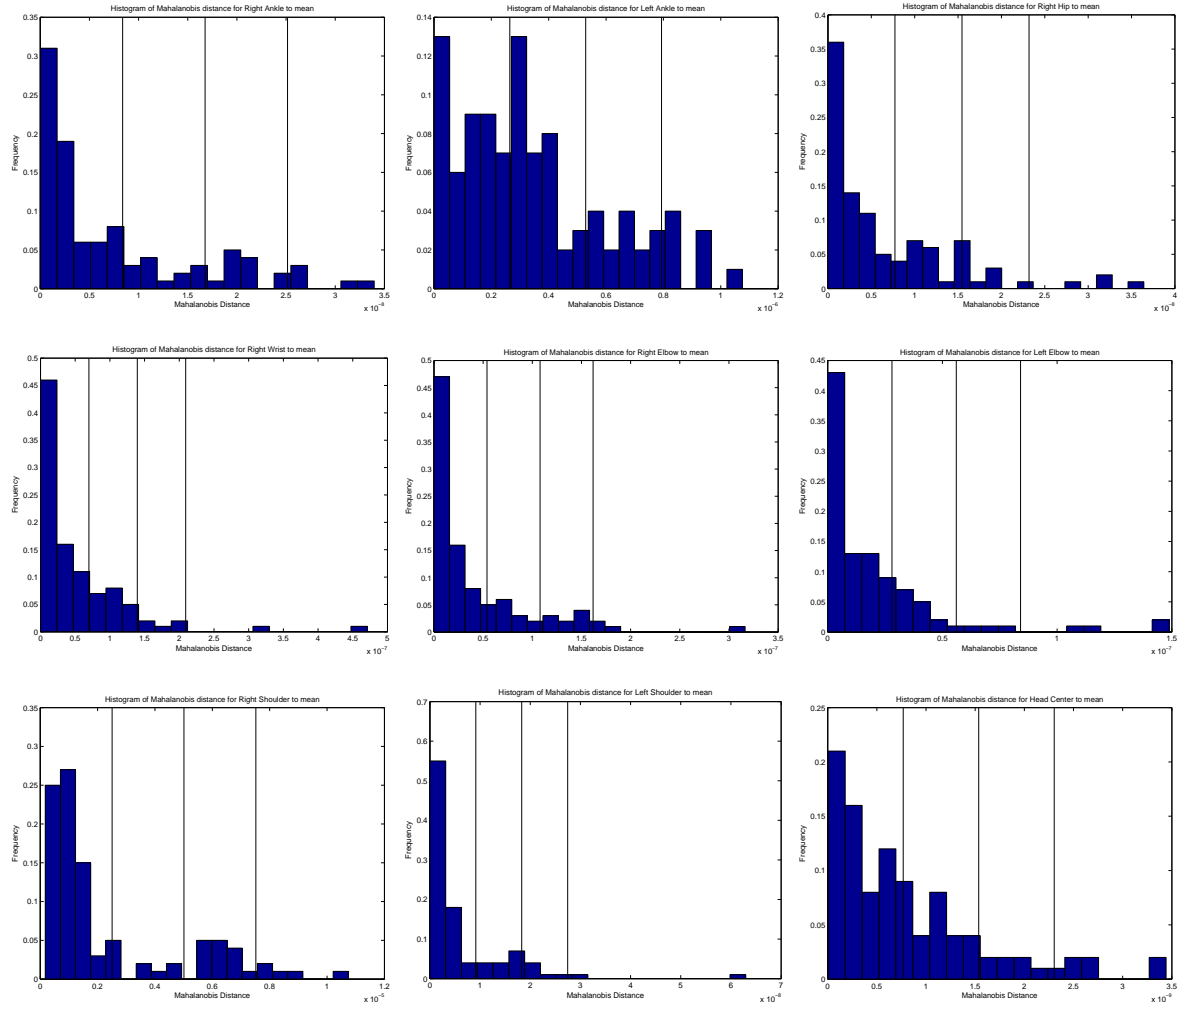 Histogram of Mahalanobis distance for Right Ankle to mean
0.35
0.3
0.25
0.2
0.15
0.1
0.05
0
Frequency
0 0.5 1 1.5 2 2.5 3 3.5
Mahalanobis Distance
x 10⁻⁸
Histogram of Mahalanobis distance for Left Ankle to mean
0.14
0.12
0.1
0.08
0.06
0.04
0.02
0
Frequency
0 0.2 0.4 0.6 0.8 1 1.2
Mahalanobis Distance
x 10⁻⁶
Histogram of Mahalanobis distance for Right Hip to mean
0.4
0.35
0.3
0.25
0.2
0.15
0.1
0.05
0
Frequency
0 0.5 1 1.5 2 2.5 3 3.5 4
Mahalanobis Distance
x 10⁻⁸
Histogram of Mahalanobis distance for Right Wrist to mean
0.5
0.45
0.4
0.35
0.3
0.25
0.2
0.15
0.1
0.05
0
Frequency
0 0.5 1 1.5 2 2.5 3 3.5 4 4.5 5
Mahalanobis Distance
x 10⁻⁷
Histogram of Mahalanobis distance for Right Elbow to mean
0.5
0.45
0.4
0.35
0.3
0.25
0.2
0.15
0.1
0.05
0
Frequency
0 0.5 1 1.5 2 2.5 3 3.5
Mahalanobis Distance
x 10⁻⁷
Histogram of Mahalanobis distance for Left Elbow to mean
0.45
0.4
0.35
0.3
0.25
0.2
0.15
0.1
0.05
0
Frequency
0 0.5 1 1.5
Mahalanobis Distance
x 10⁻⁷
Histogram of Mahalanobis distance for Right Shoulder to mean
0.35
0.3
0.25
0.2
0.15
0.1
0.05
0
Frequency
0 0.2 0.4 0.6 0.8 1 1.2
Mahalanobis Distance
x 10⁻⁵
Histogram of Mahalanobis distance for Left Shoulder to mean
0.7
0.6
0.5
0.4
0.3
0.2
0.1
0
Frequency
0 1 2 3 4 5 6 7
Mahalanobis Distance
x 10⁻⁸
Histogram of Mahalanobis distance for Head Center to mean
0.25
0.2
0.15
0.1
0.05
0
Frequency
0 0.5 1 1.5 2 2.5 3 3.5
Mahalanobis Distance
x 10⁻⁹